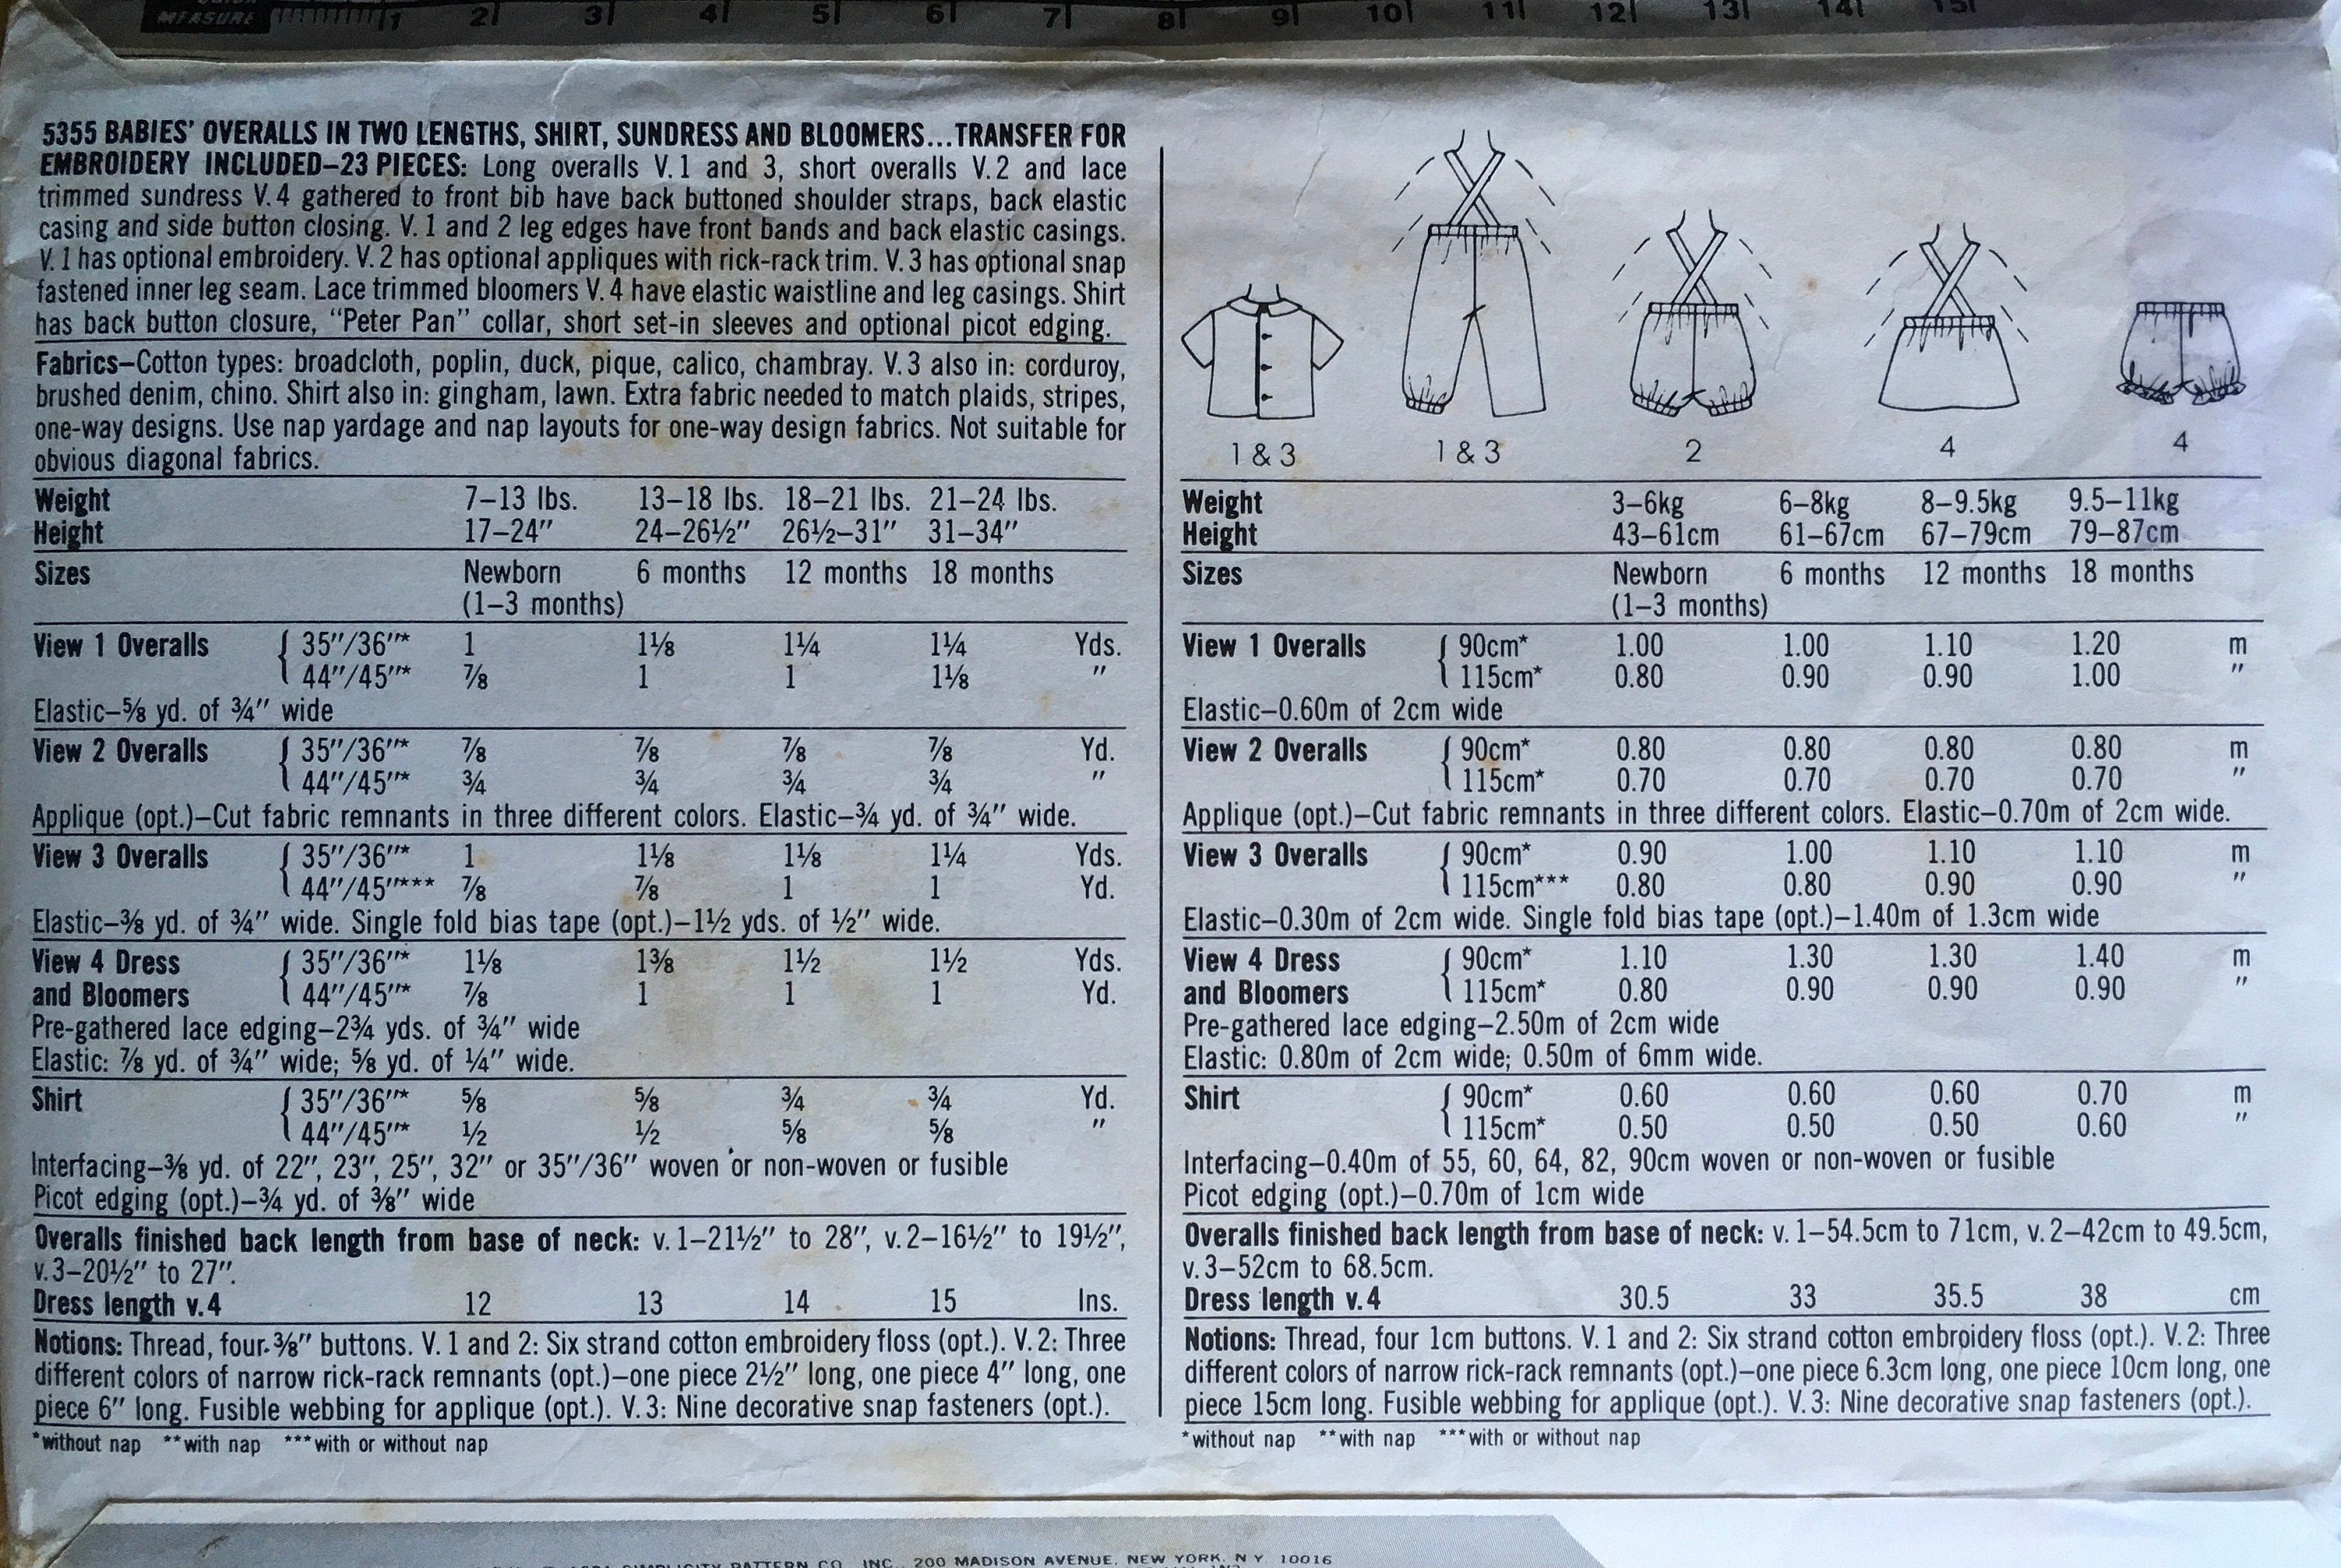 MEASURE 1 2 3 4 5 6 7 8 9 10 11 12 13 14 15
5355 BABIES' OVERALLS IN TWO LENGTHS, SHIRT, SUNDRESS AND BLOOMERS...TRANSFER FOR
EMBROIDERY INCLUDED–23 PIECES: Long overalls V. 1 and 3, short overalls V. 2 and lace
trimmed sundress V. 4 gathered to front bib have back buttoned shoulder straps, back elastic
casing and side button closing. V. 1 and 2 leg edges have front bands and back elastic casings.
V. 1 has optional embroidery. V. 2 has optional appliques with rick-rack trim. V. 3 has optional snap
fastened inner leg seam. Lace trimmed bloomers V. 4 have elastic waistline and leg casings. Shirt
has back button closure, "Peter Pan" collar, short set-in sleeves and optional picot edging.
Fabrics–Cotton types: broadcloth, poplin, duck, pique, calico, chambray. V. 3 also in: corduroy,
brushed denim, chino. Shirt also in: gingham, lawn. Extra fabric needed to match plaids, stripes,
one-way designs. Use nap yardage and nap layouts for one-way design fabrics. Not suitable for
obvious diagonal fabrics.
Weight 7–13 lbs. 13–18 lbs. 18–21 lbs. 21–24 lbs.
Height 17–24" 24–26½" 26½–31" 31–34"
Sizes Newborn 6 months 12 months 18 months
(1–3 months)
View 1 Overalls 35"/36"* 1 1⅛ 1¼ 1¼ Yds.
44"/45"* ⅞ 1 1 1⅛ "
Elastic–⅝ yd. of ¾" wide
View 2 Overalls 35"/36"* ⅞ ⅞ ⅞ ⅞ Yd.
44"/45"* ¾ ¾ ¾ ¾ "
Applique (opt.)–Cut fabric remnants in three different colors. Elastic–¾ yd. of ¾" wide.
View 3 Overalls 35"/36"* 1 1⅛ 1⅛ 1¼ Yds.
44"/45"*** ⅞ ⅞ 1 1 Yd.
Elastic–⅜ yd. of ¾" wide. Single fold bias tape (opt.)–1½ yds. of ½" wide.
View 4 Dress 35"/36"* 1⅛ 1⅜ 1½ 1½ Yds.
and Bloomers 44"/45"* ⅞ 1 1 1 Yd.
Pre-gathered lace edging–2¾ yds. of ¾" wide
Elastic: ⅞ yd. of ¾" wide; ⅝ yd. of ¼" wide.
Shirt 35"/36"* ⅝ ⅝ ¾ ¾ Yd.
44"/45"* ½ ½ ⅝ ⅝ "
Interfacing–⅜ yd. of 22", 23", 25", 32" or 35"/36" woven or non-woven or fusible
Picot edging (opt.)–¾ yd. of ⅜" wide
Overalls finished back length from base of neck: v. 1–21½" to 28", v. 2–16½" to 19½",
v. 3–20½" to 27".
Dress length v. 4 12 13 14 15 Ins.
Notions: Thread, four ⅜" buttons. V. 1 and 2: Six strand cotton embroidery floss (opt.). V. 2: Three
different colors of narrow rick-rack remnants (opt.)–one piece 2½" long, one piece 4" long, one
piece 6" long. Fusible webbing for applique (opt.). V. 3: Nine decorative snap fasteners (opt.).
*without nap **with nap ***with or without nap
1 & 3 1 & 3 2 4 4
Weight 3–6kg 6–8kg 8–9.5kg 9.5–11kg
Height 43–61cm 61–67cm 67–79cm 79–87cm
Sizes Newborn 6 months 12 months 18 months
(1–3 months)
View 1 Overalls 90cm* 1.00 1.00 1.10 1.20 m
115cm* 0.80 0.90 0.90 1.00 "
Elastic–0.60m of 2cm wide
View 2 Overalls 90cm* 0.80 0.80 0.80 0.80 m
115cm* 0.70 0.70 0.70 0.70 "
Applique (opt.)–Cut fabric remnants in three different colors. Elastic–0.70m of 2cm wide.
View 3 Overalls 90cm* 0.90 1.00 1.10 1.10 m
115cm*** 0.80 0.80 0.90 0.90 "
Elastic–0.30m of 2cm wide. Single fold bias tape (opt.)–1.40m of 1.3cm wide
View 4 Dress 90cm* 1.10 1.30 1.30 1.40 m
and Bloomers 115cm* 0.80 0.90 0.90 0.90 "
Pre-gathered lace edging–2.50m of 2cm wide
Elastic: 0.80m of 2cm wide; 0.50m of 6mm wide.
Shirt 90cm* 0.60 0.60 0.60 0.70 m
115cm* 0.50 0.50 0.50 0.60 "
Interfacing–0.40m of 55, 60, 64, 82, 90cm woven or non-woven or fusible
Picot edging (opt.)–0.70m of 1cm wide
Overalls finished back length from base of neck: v. 1–54.5cm to 71cm, v. 2–42cm to 49.5cm,
v. 3–52cm to 68.5cm.
Dress length v. 4 30.5 33 35.5 38 cm
Notions: Thread, four 1cm buttons. V. 1 and 2: Six strand cotton embroidery floss (opt.). V. 2: Three
different colors of narrow rick-rack remnants (opt.)–one piece 6.3cm long, one piece 10cm long, one
piece 15cm long. Fusible webbing for applique (opt.). V. 3: Nine decorative snap fasteners (opt.).
*without nap **with nap ***with or without nap
SIMPLICITY PATTERN CO. INC., 200 MADISON AVENUE, NEW YORK, N.Y. 10016